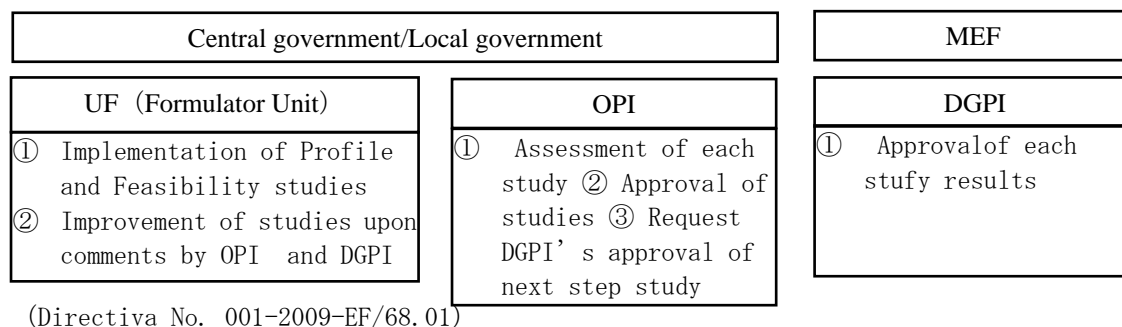 Central government/Local government
MEF
UF （Formulator Unit）
① Implementation of Profile
and Feasibility studies
② Improvement of studies upon
comments by OPI and DGPI
OPI
① Assessment of each
study ② Approval of
studies ③ Request
DGPI’s approval of
next step study
DGPI
① Approvalof each
stufy results
(Directiva No. 001-2009-EF/68.01)